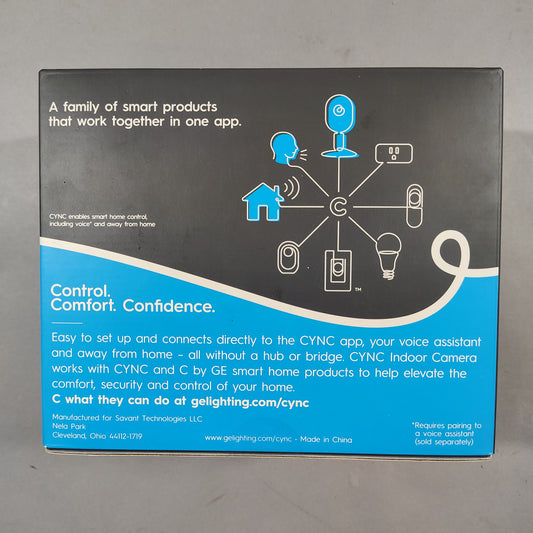 A family of smart products
that work together in one app.
CYNC enables smart home control,
including voice* and away from home
C
TM
Control.
Comfort. Confidence.
Easy to set up and connects directly to the CYNC app, your voice assistant
and away from home – all without a hub or bridge. CYNC Indoor Camera
works with CYNC and C by GE smart home products to help elevate the
comfort, security and control of your home.
C what they can do at gelighting.com/cync
Manufactured for Savant Technologies LLC
Nela Park
Cleveland, Ohio 44112-1719
www.gelighting.com/cync - Made in China
*Requires pairing to
a voice assistant
(sold separately)